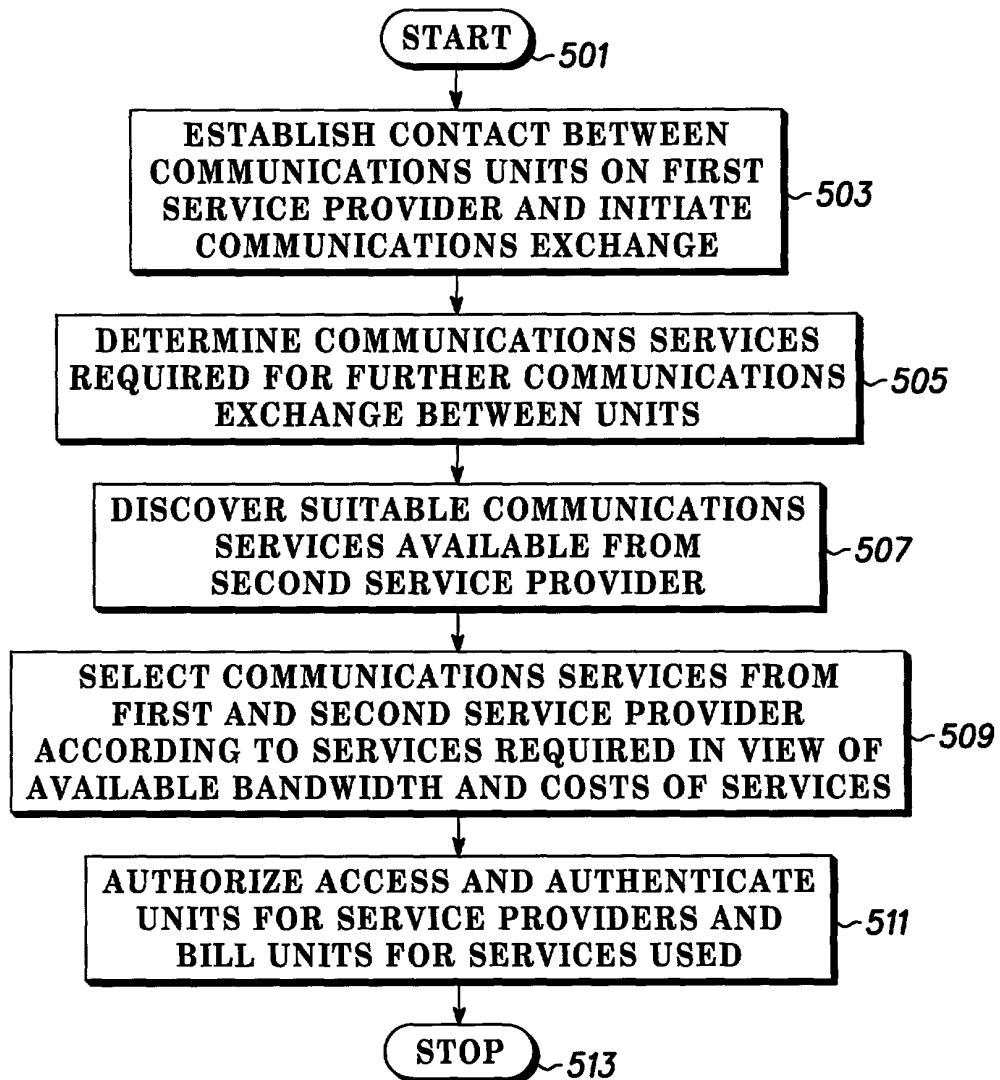 START
501
ESTABLISH CONTACT BETWEEN
COMMUNICATIONS UNITS ON FIRST
SERVICE PROVIDER AND INITIATE
COMMUNICATIONS EXCHANGE
503
DETERMINE COMMUNICATIONS SERVICES
REQUIRED FOR FURTHER COMMUNICATIONS
EXCHANGE BETWEEN UNITS
505
DISCOVER SUITABLE COMMUNICATIONS
SERVICES AVAILABLE FROM
SECOND SERVICE PROVIDER
507
SELECT COMMUNICATIONS SERVICES FROM
FIRST AND SECOND SERVICE PROVIDER
ACCORDING TO SERVICES REQUIRED IN VIEW OF
AVAILABLE BANDWIDTH AND COSTS OF SERVICES
509
AUTHORIZE ACCESS AND AUTHENTICATE
UNITS FOR SERVICE PROVIDERS AND
BILL UNITS FOR SERVICES USED
511
STOP
513